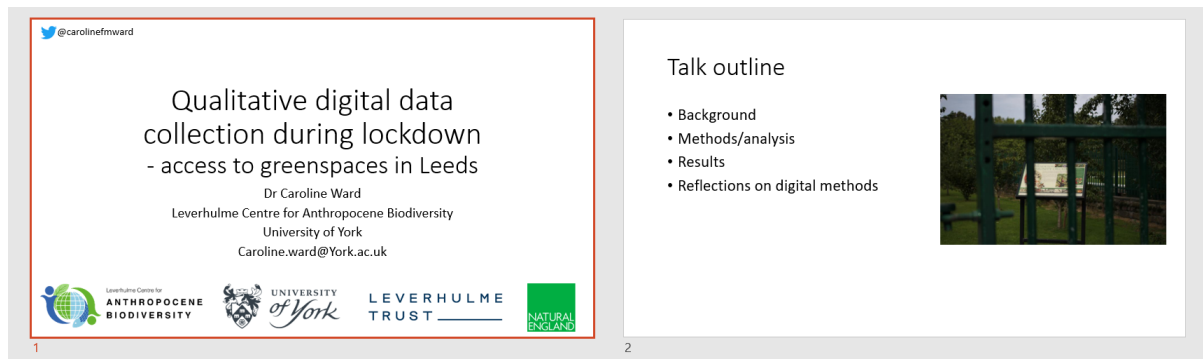 @carolinefmward
Qualitative digital data
collection during lockdown
- access to greenspaces in Leeds
Dr Caroline Ward
Leverhulme Centre for Anthropocene Biodiversity
University of York
Caroline.ward@York.ac.uk
Leverhulme Centre for
ANTHROPOCENE
BIODIVERSITY
UNIVERSITY
of York
LEVERHULME
TRUST
NATURAL
ENGLAND
1
Talk outline
• Background
• Methods/analysis
• Results
• Reflections on digital methods
2